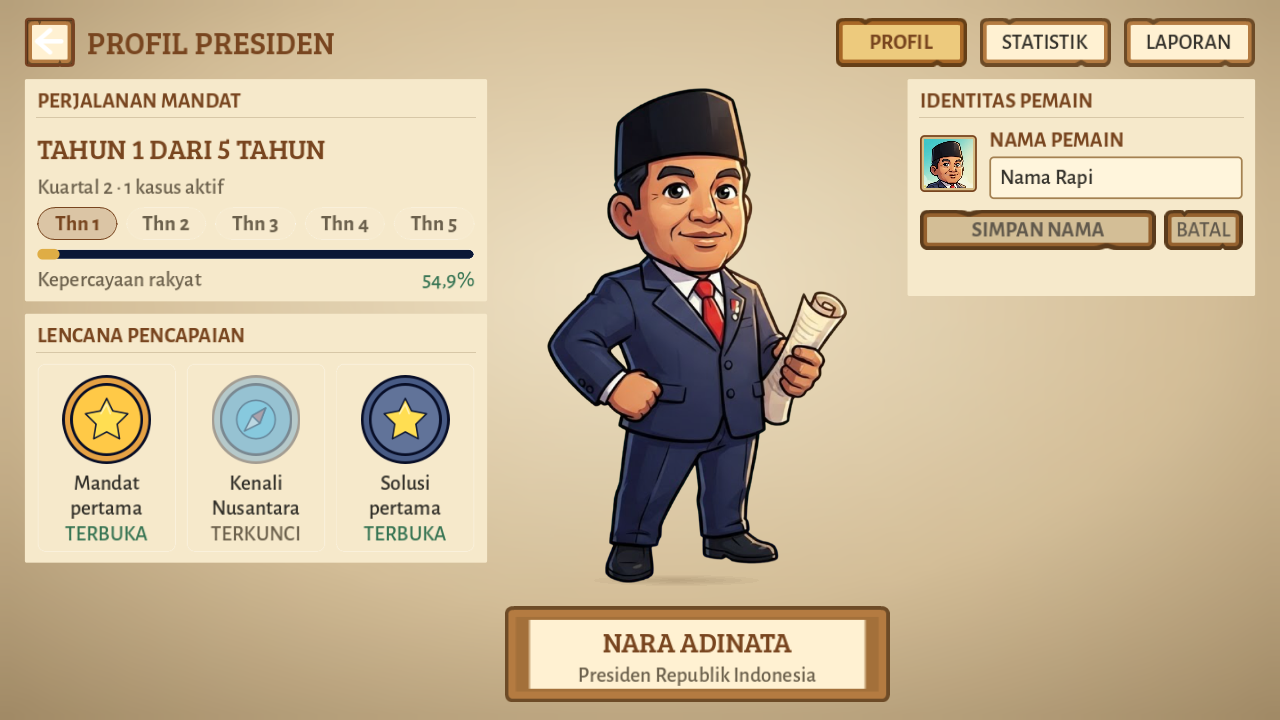 PROFIL PRESIDEN
PROFIL
STATISTIK
LAPORAN
PERJALANAN MANDAT
TAHUN 1 DARI 5 TAHUN
Kuartal 2 · 1 kasus aktif
Thn 1
Thn 2
Thn 3
Thn 4
Thn 5
Kepercayaan rakyat
54,9%
LENCANA PENCAPAIAN
Mandat
pertama
TERBUKA
Kenali
Nusantara
TERKUNCI
Solusi
pertama
TERBUKA
NARA ADINATA
Presiden Republik Indonesia
IDENTITAS PEMAIN
NAMA PEMAIN
Nama Rapi
SIMPAN NAMA
BATAL